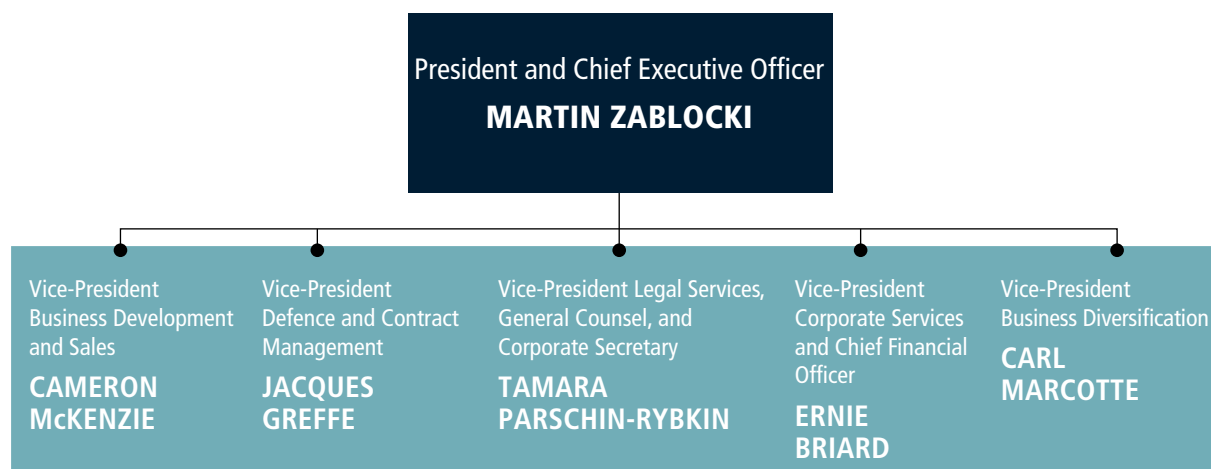 President and Chief Executive Officer
MARTIN ZABLOCKI
Vice-President
Business Development
and Sales
CAMERON
McKENZIE
Vice-President
Defence and Contract
Management
JACQUES
GREFFE
Vice-President Legal Services,
General Counsel, and
Corporate Secretary
TAMARA
PARSCHIN-RYBKIN
Vice-President
Corporate Services
and Chief Financial
Officer
ERNIE
BRIARD
Vice-President
Business Diversification
CARL
MARCOTTE